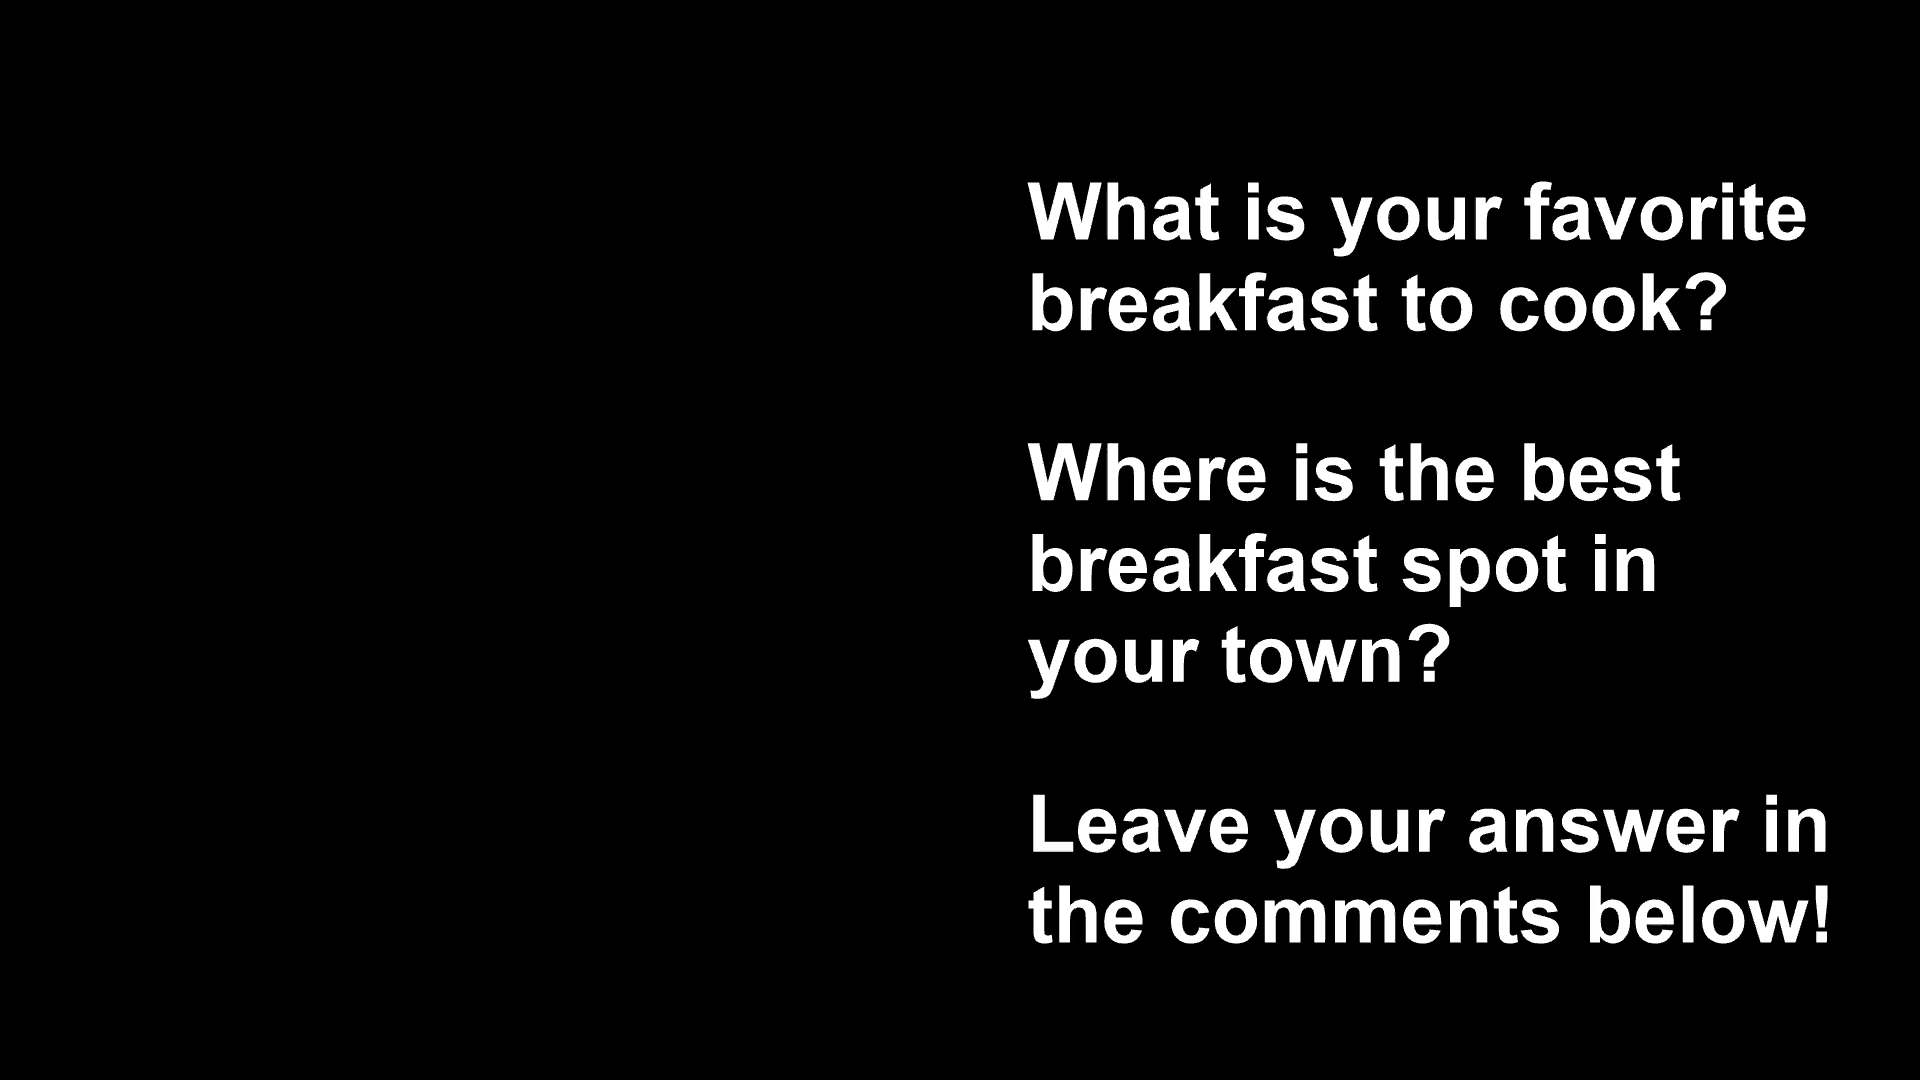 What is your favorite
breakfast to cook?
Where is the best
breakfast spot in
your town?
Leave your answer in
the comments below!